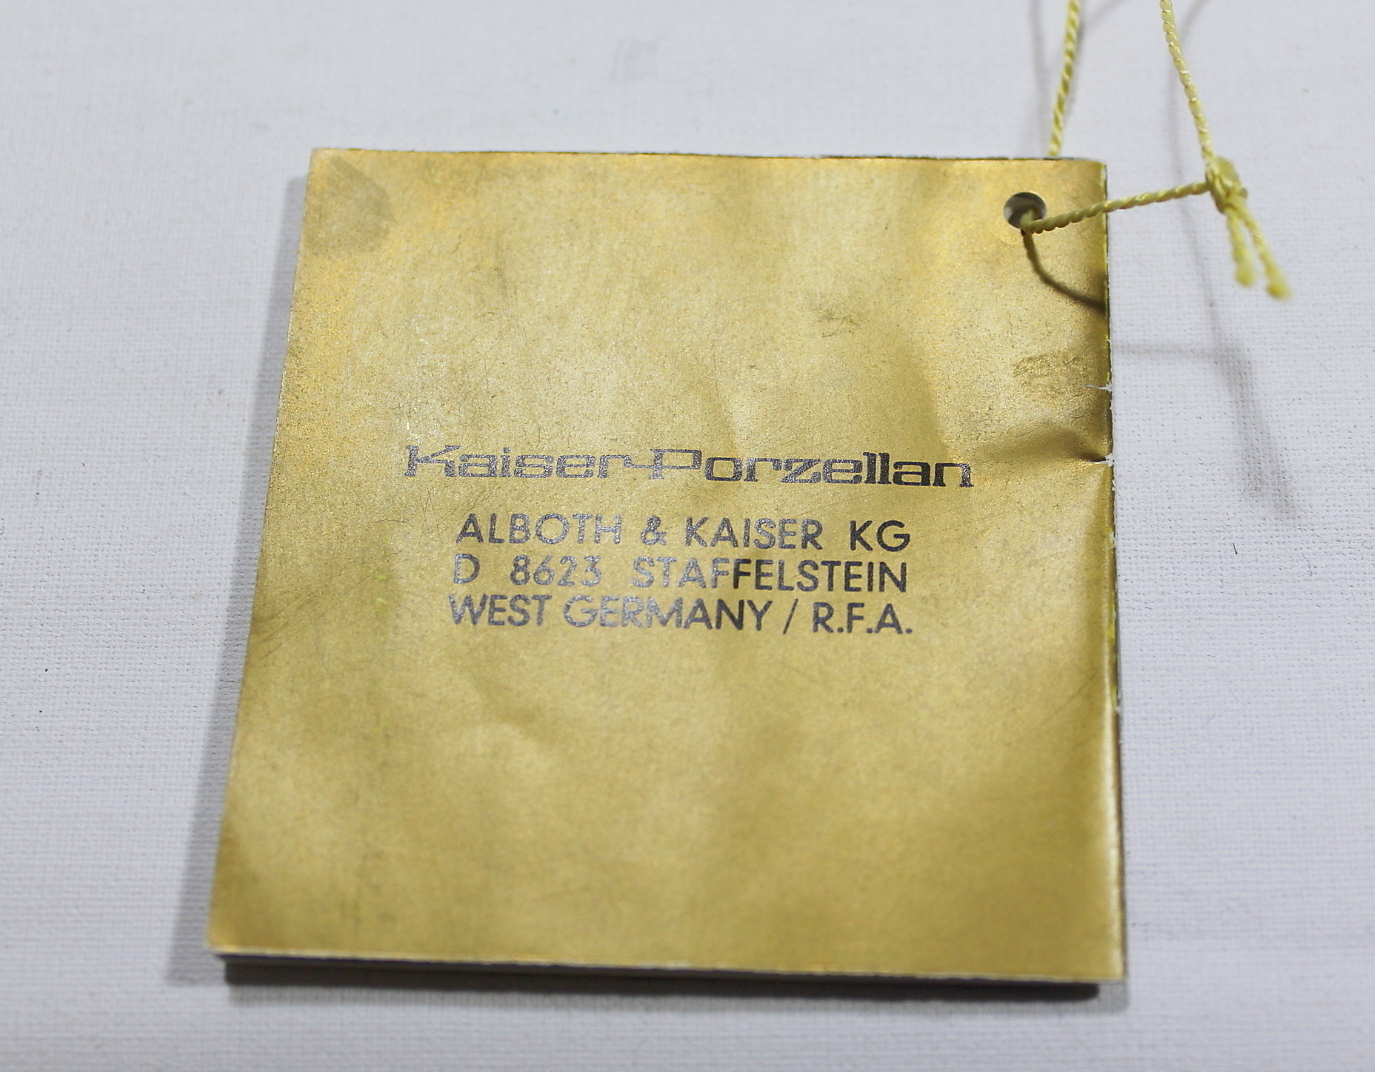 Kaiser-Porzellan
ALBOTH & KAISER KG
D 8623 STAFFELSTEIN
WEST GERMANY / R.F.A.